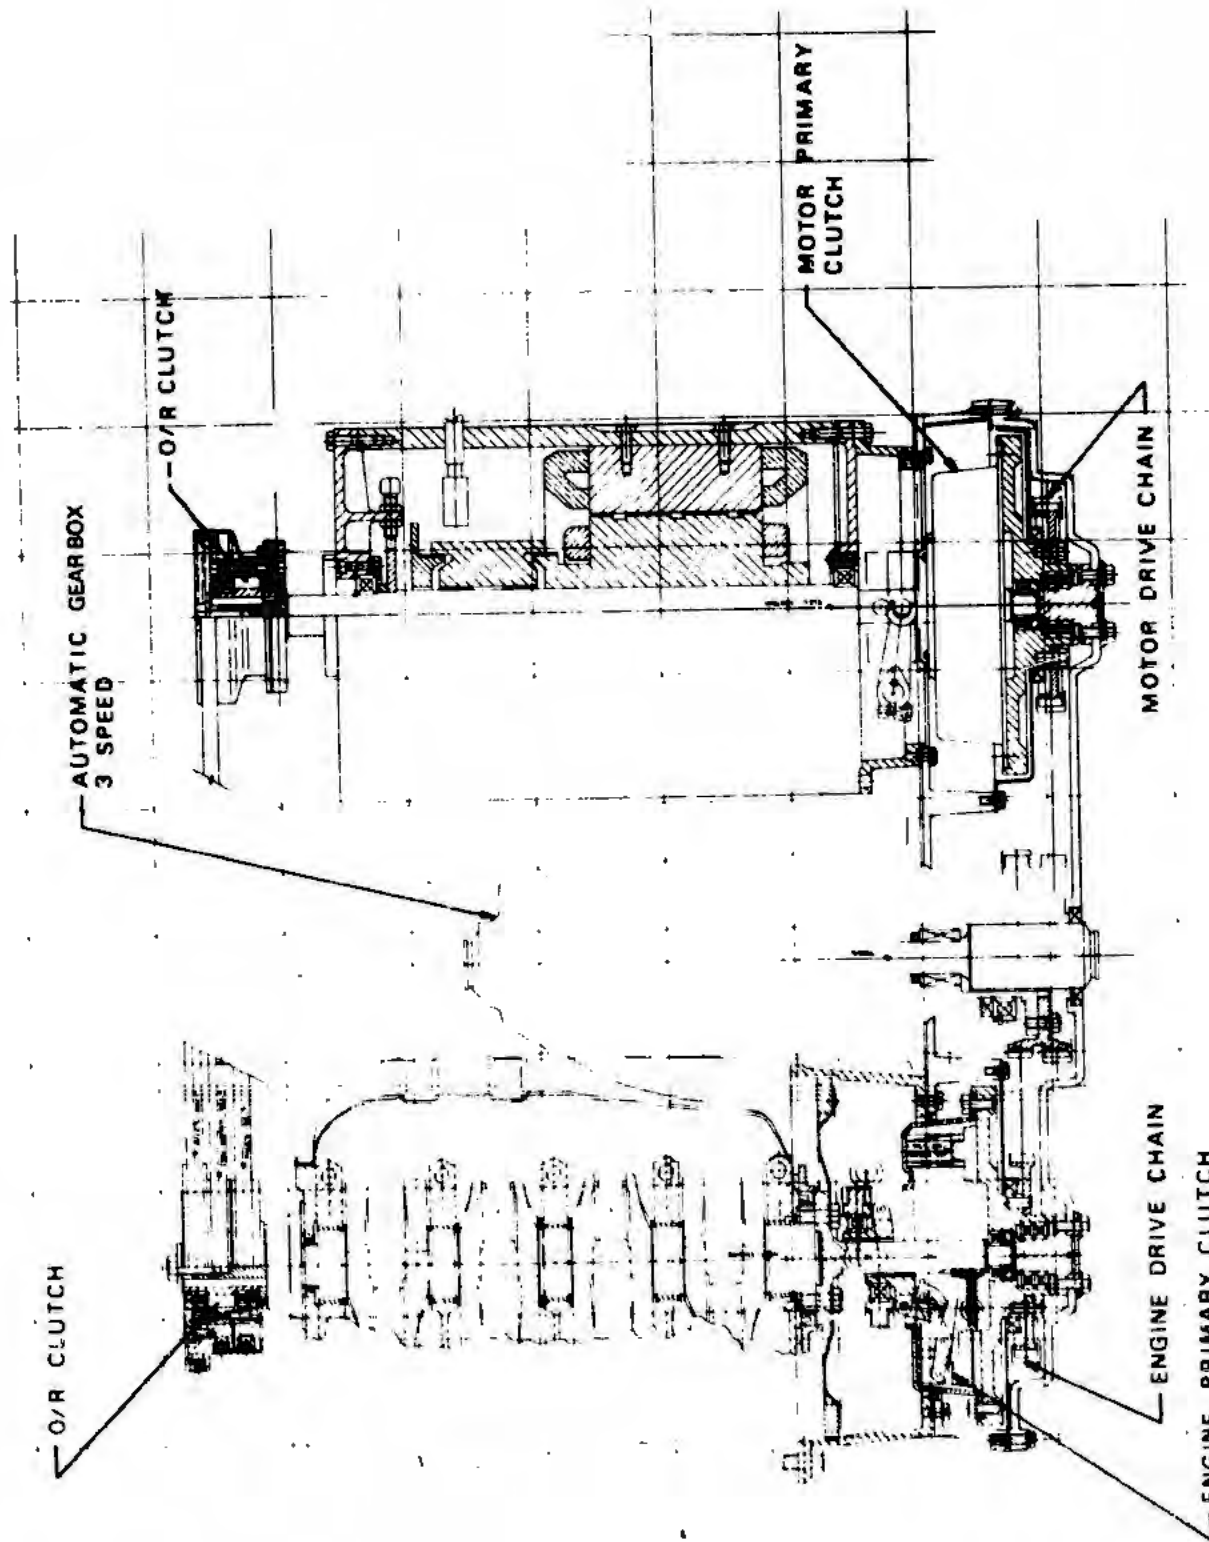 O/R CLUTCH
AUTOMATIC GEARBOX
3 SPEED
O/R CLUTCH
MOTOR PRIMARY
CLUTCH
MOTOR DRIVE CHAIN
ENGINE DRIVE CHAIN
ENGINE PRIMARY CLUTCH